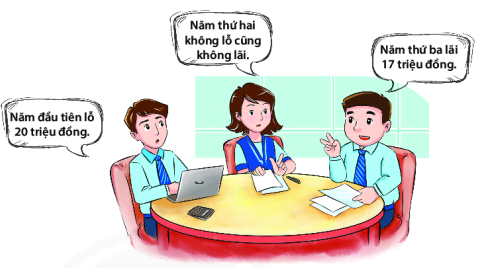 Năm đầu tiên lỗ
20 triệu đồng.
Năm thứ hai
không lỗ cũng
không lãi.
Năm thứ ba lãi
17 triệu đồng.